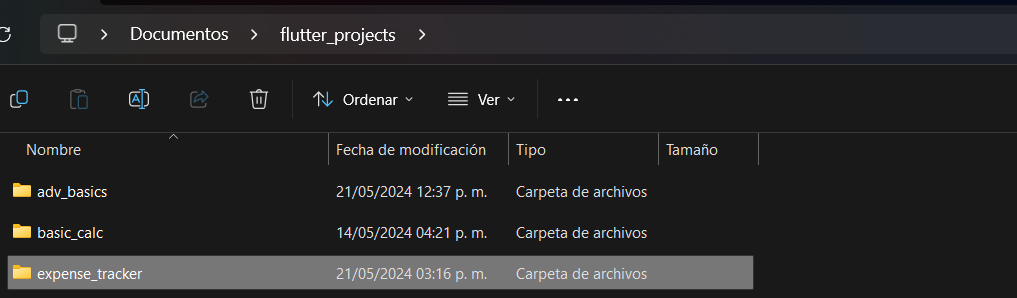 Documentos > flutter_projects >
Ordenar Ver
Nombre Fecha de modificación Tipo Tamaño
adv_basics 21/05/2024 12:37 p. m. Carpeta de archivos
basic_calc 14/05/2024 04:21 p. m. Carpeta de archivos
expense_tracker 21/05/2024 03:16 p. m. Carpeta de archivos